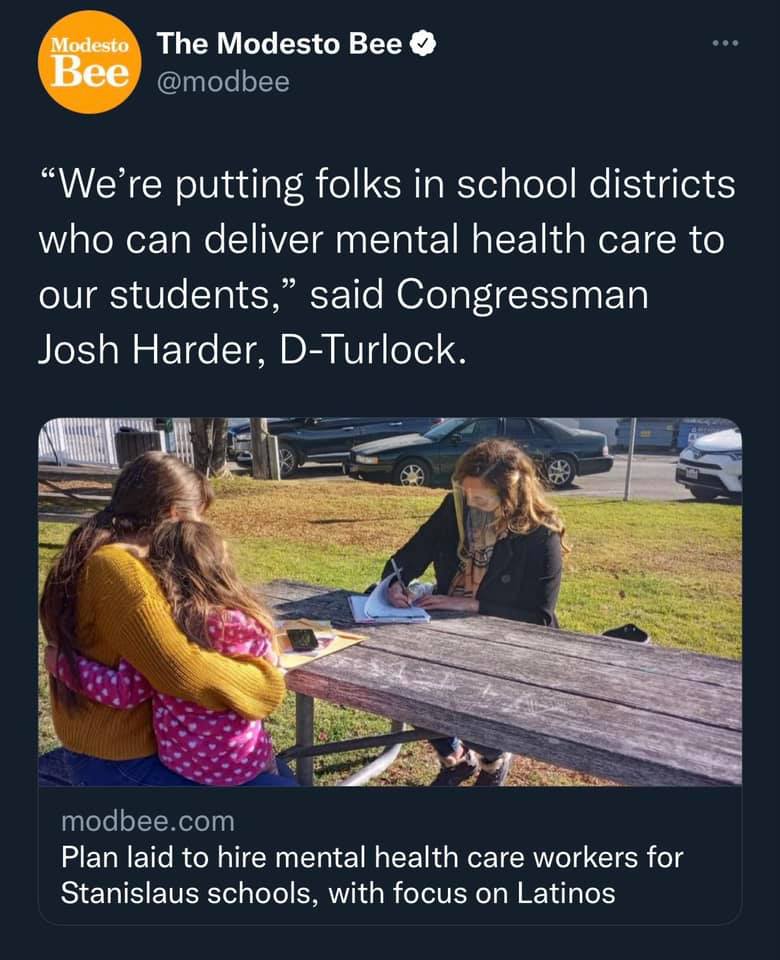 Modesto
Bee
The Modesto Bee
@modbee
“We’re putting folks in school districts
who can deliver mental health care to
our students,” said Congressman
Josh Harder, D-Turlock.
modbee.com
Plan laid to hire mental health care workers for
Stanislaus schools, with focus on Latinos